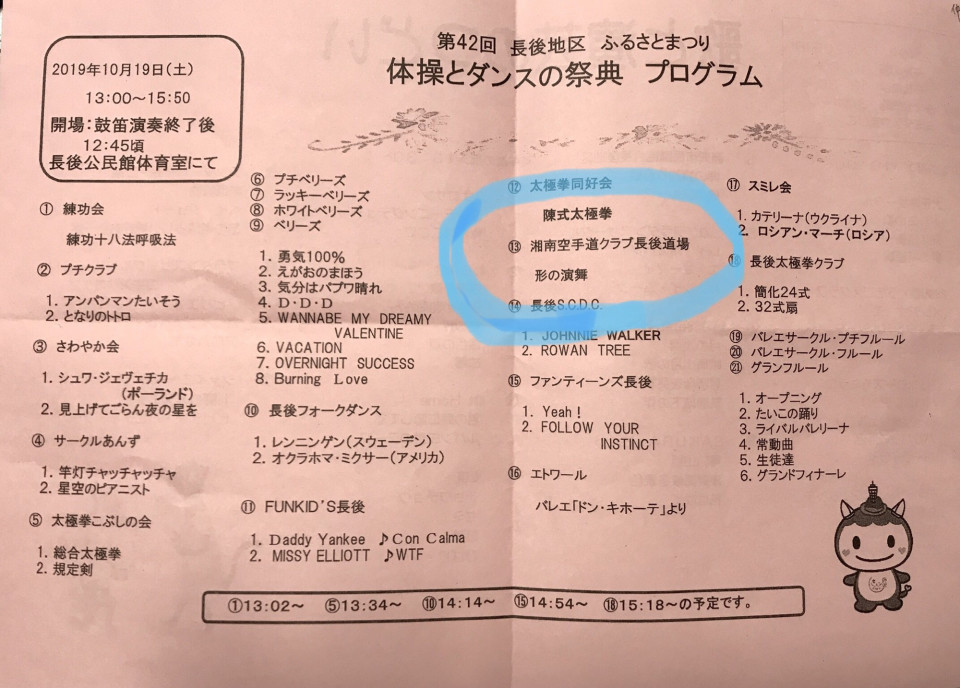 第42回 長後地区 ふるさとまつり
体操とダンスの祭典 プログラム
2019年10月19日(土)
13:00～15:50
開場:鼓笛演奏終了後
12:45頃
長後公民館体育室にて
① 練功会
練功十八法呼吸法
② プチクラブ
1. アンパンマンたいそう
2. となりのトトロ
③ さわやか会
1. シュワ・ジェヴェチカ
(ポーランド)
2. 見上げてごらん夜の星を
④ サークルあんず
1. 竿灯チャッチャッチャ
2. 星空のピアニスト
⑤ 太極拳こぶしの会
1. 総合太極拳
2. 規定剣
⑥ プチベリーズ
⑦ ラッキーベリーズ
⑧ ホワイトベリーズ
⑨ ベリーズ
1. 勇気100%
2. えがおのまほう
3. 気分はパプワ晴れ
4. D・D・D
5. WANNABE MY DREAMY
VALENTINE
6. VACATION
7. OVERNIGHT SUCCESS
8. Burning Love
⑩ 長後フォークダンス
1. レンニンゲン(スウェーデン)
2. オクラホマ・ミクサー(アメリカ)
⑪ FUNKID'S長後
1. Daddy Yankee ♪Con Calma
2. MISSY ELLIOTT ♪WTF
⑫ 太極拳同好会
陳式太極拳
⑬ 湘南空手道クラブ長後道場
形の演舞
⑭ 長後S.C.D.C.
1. JOHNNIE WALKER
2. ROWAN TREE
⑮ ファンティーンズ長後
1. Yeah!
2. FOLLOW YOUR
INSTINCT
⑯ エトワール
バレエ「ドン・キホーテ」より
⑰ スミレ会
1. カテリーナ(ウクライナ)
2. ロシアン・マーチ(ロシア)
⑱ 長後太極拳クラブ
1. 簡化24式
2. 32式扇
⑲ バレエサークル・プチフルール
⑳ バレエサークル・フルール
㉑ グランフルール
1. オープニング
2. たいこの踊り
3. ライバルバレリーナ
4. 常動曲
5. 生徒達
6. グランドフィナーレ
①13:02～ ⑤13:34～ ⑩14:14～ ⑮14:54～ ⑱15:18～の予定です。